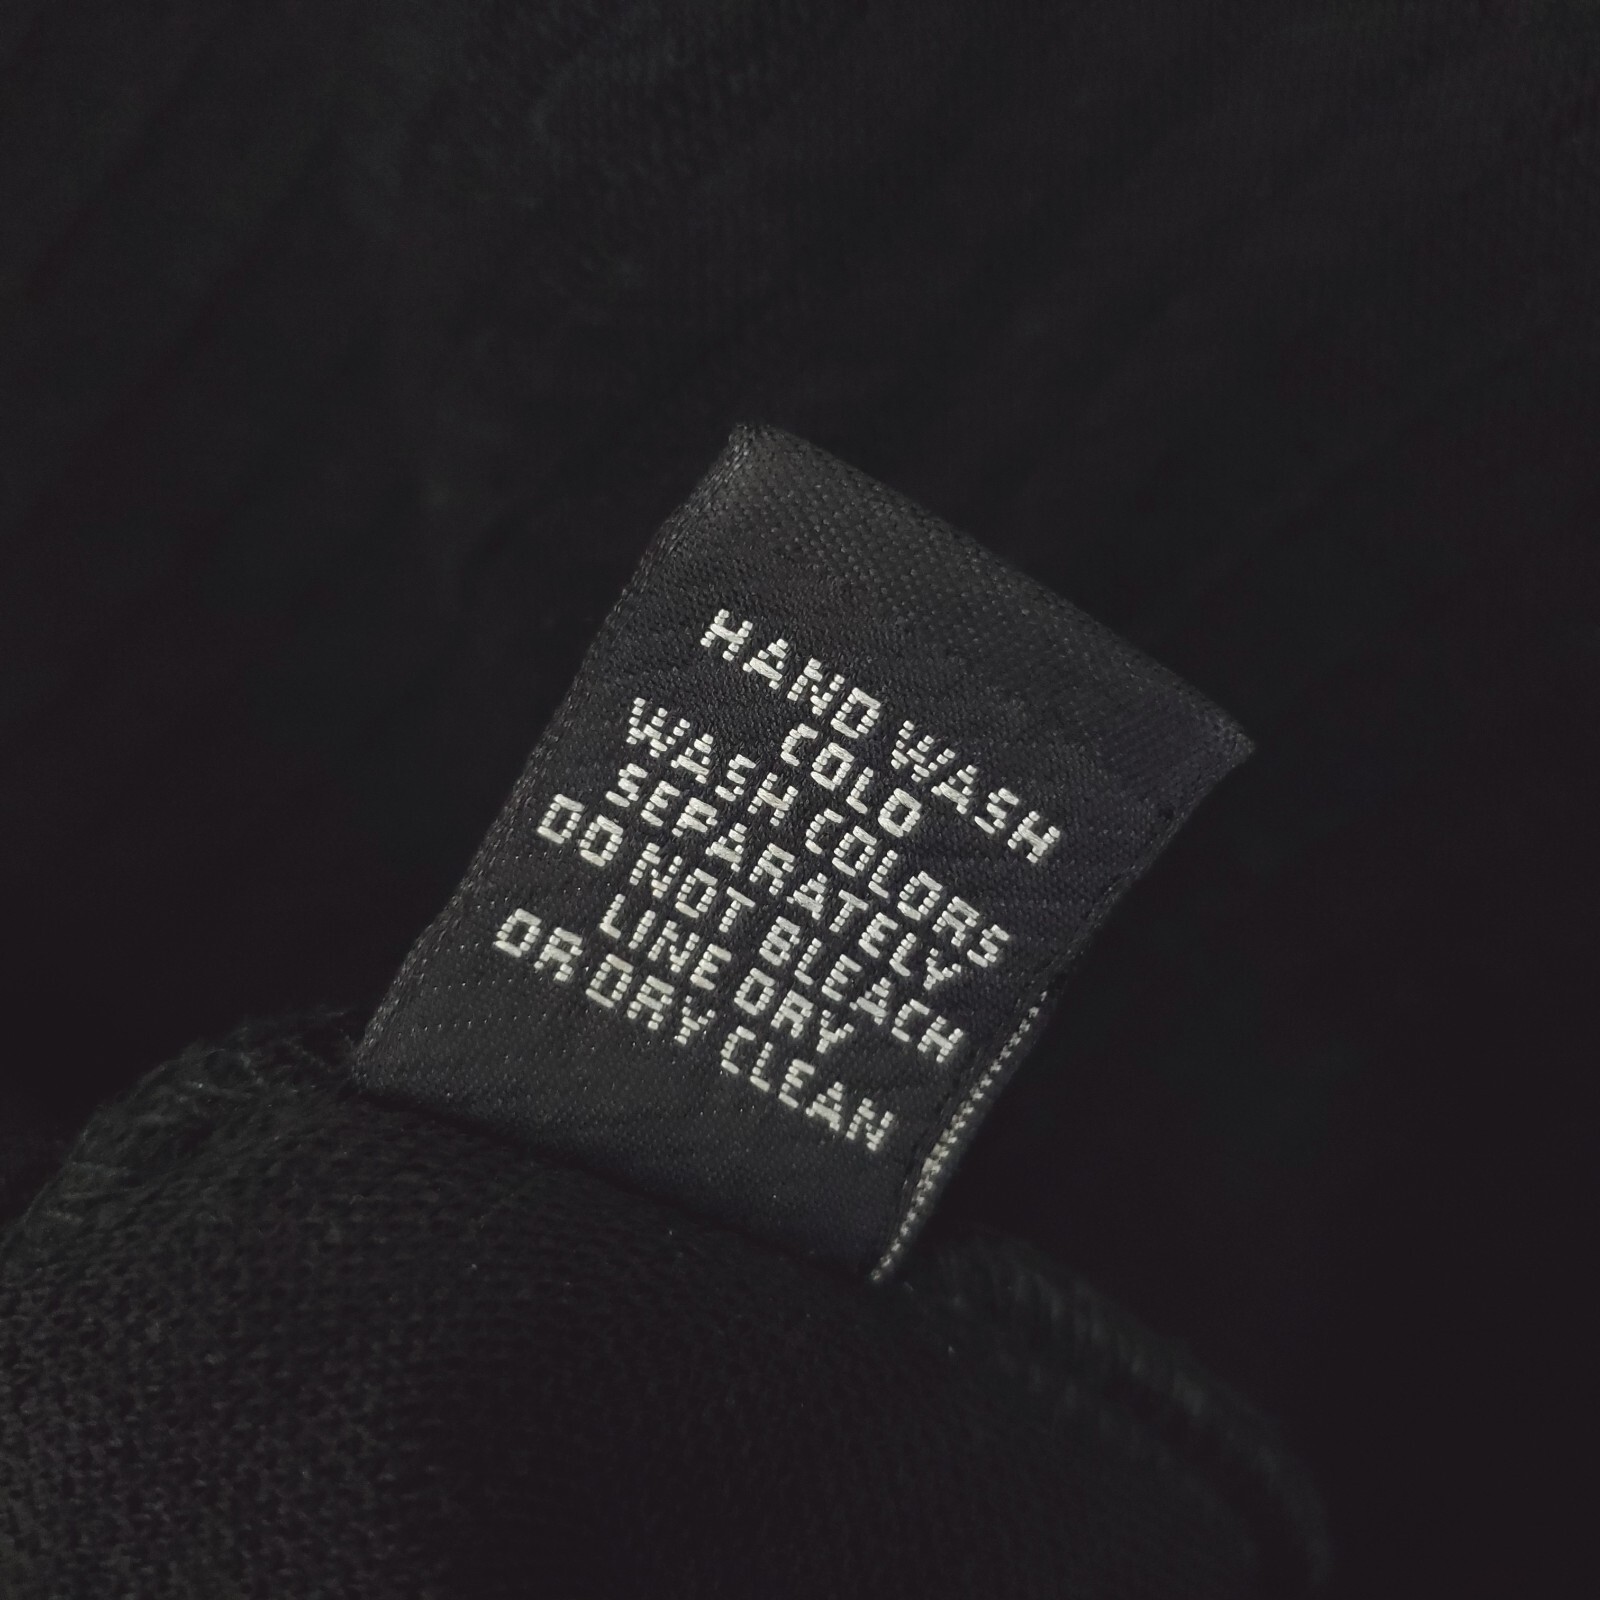 HAND WASH
COLD
WASH COLORS
SEPARATELY
DO NOT BLEACH
LINE DRY
OR DRY CLEAN